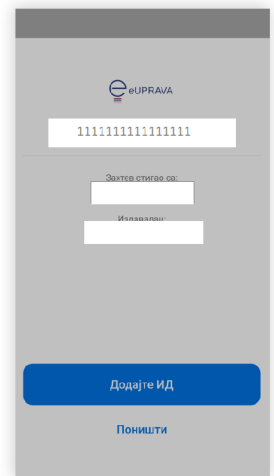 eUPRAVA
1111111111111111
Захтев стигао са:
Издавалац:
Додајте ИД
Поништи